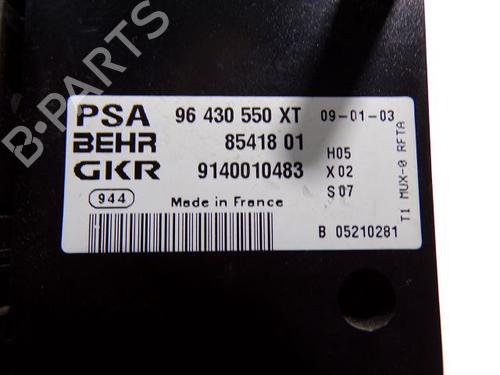 B-PARTS
PSA 96 430 550 XT 09-01-03
BEHR 85418 01 H05
GKR 9140010483 X02
944 Made in France S07
B 05210281
T1 MUX-0 RFTA